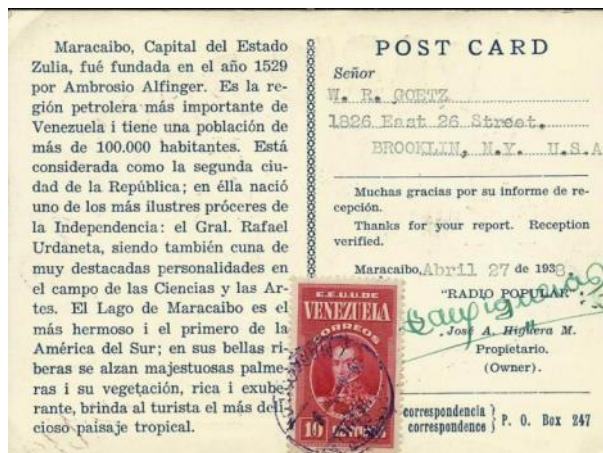 Maracaibo, Capital del Estado
Zulia, fué fundada en el año 1529
por Ambrosio Alfinger. Es la re-
gión petrolera más importante de
Venezuela i tiene una población de
más de 100.000 habitantes. Está
considerada como la segunda ciu-
dad de la República; en élla nació
uno de los más ilustres próceres de
la Independencia: el Gral. Rafael
Urdaneta, siendo también cuna de
muy destacadas personalidades en
el campo de las Ciencias y las Ar-
tes. El Lago de Maracaibo es el
más hermoso i el primero de la
América del Sur; en sus bellas ri-
beras se alzan majestuosas palme-
ras i su vegetación, rica i exube-
rante, brinda al turista el más deli-
cioso paisaje tropical.
POST CARD
Señor
W. R. GOETZ
1826 East 26 Street.
BROOKLIN, N.Y. U.S.A
Muchas gracias por su informe de re-
cepción.
Thanks for your report. Reception
verified.
Maracaibo, Abril 27 de 1938.
"RADIO POPULAR".
José A. Higuera M.
Propietario.
(Owner).
E.E.U.U. DE
VENEZUELA
CORREOS
10
correspondencia
correspondence } P. O. Box 247